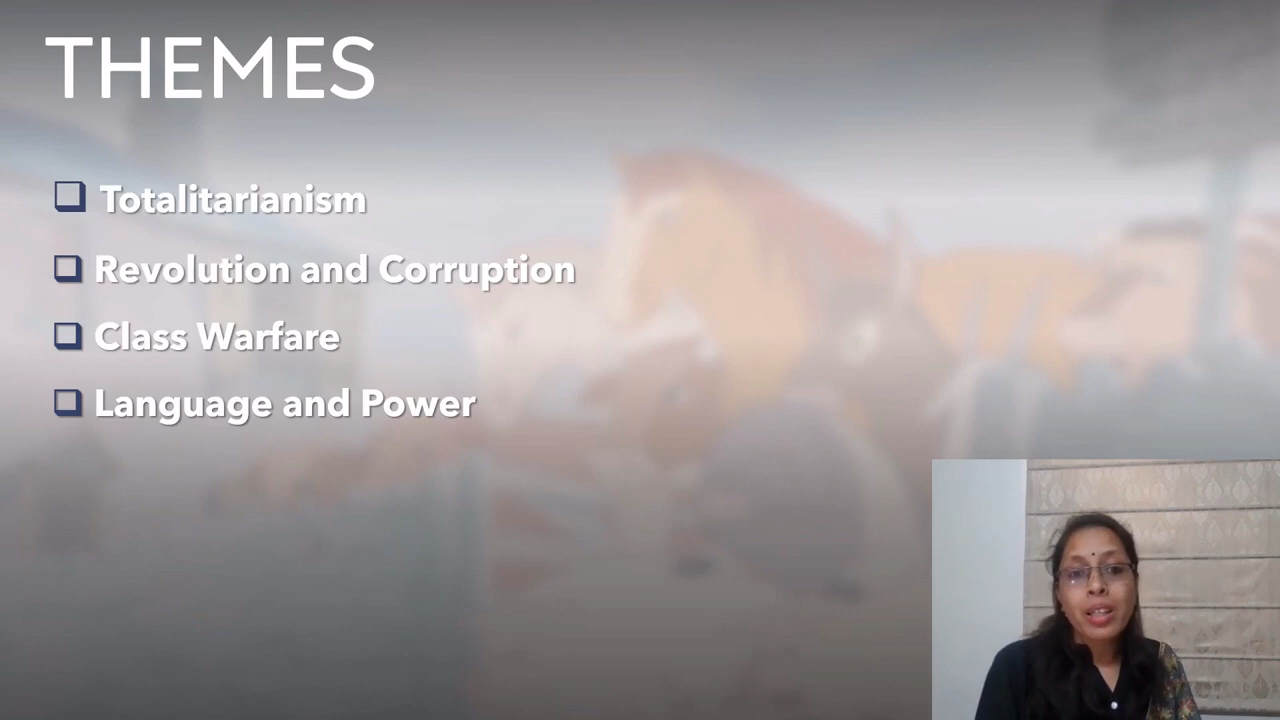 THEMES
Totalitarianism
Revolution and Corruption
Class Warfare
Language and Power